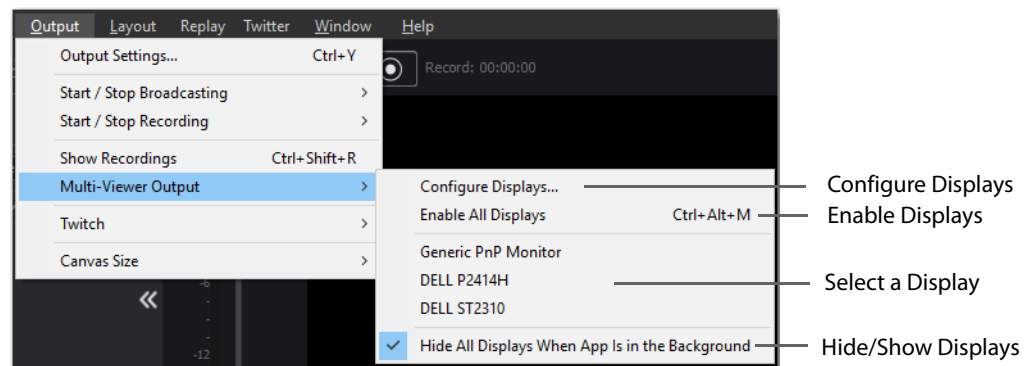 Output Layout Replay Twitter Window Help
Output Settings... Ctrl+Y
Record: 00:00:00
Start / Stop Broadcasting
Start / Stop Recording
Show Recordings Ctrl+Shift+R
Multi-Viewer Output
Configure Displays... Configure Displays
Enable All Displays Ctrl+Alt+M Enable Displays
Twitch
Canvas Size
Generic PnP Monitor
DELL P2414H Select a Display
DELL ST2310
Hide All Displays When App Is in the Background Hide/Show Displays
-6
-12